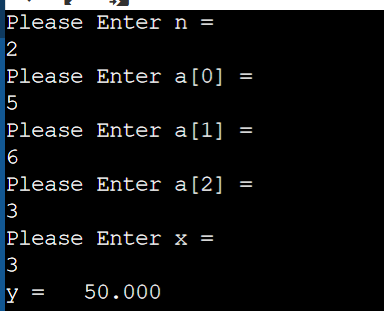 Please Enter n =
2
Please Enter a[0] =
5
Please Enter a[1] =
6
Please Enter a[2] =
3
Please Enter x =
3
y =   50.000